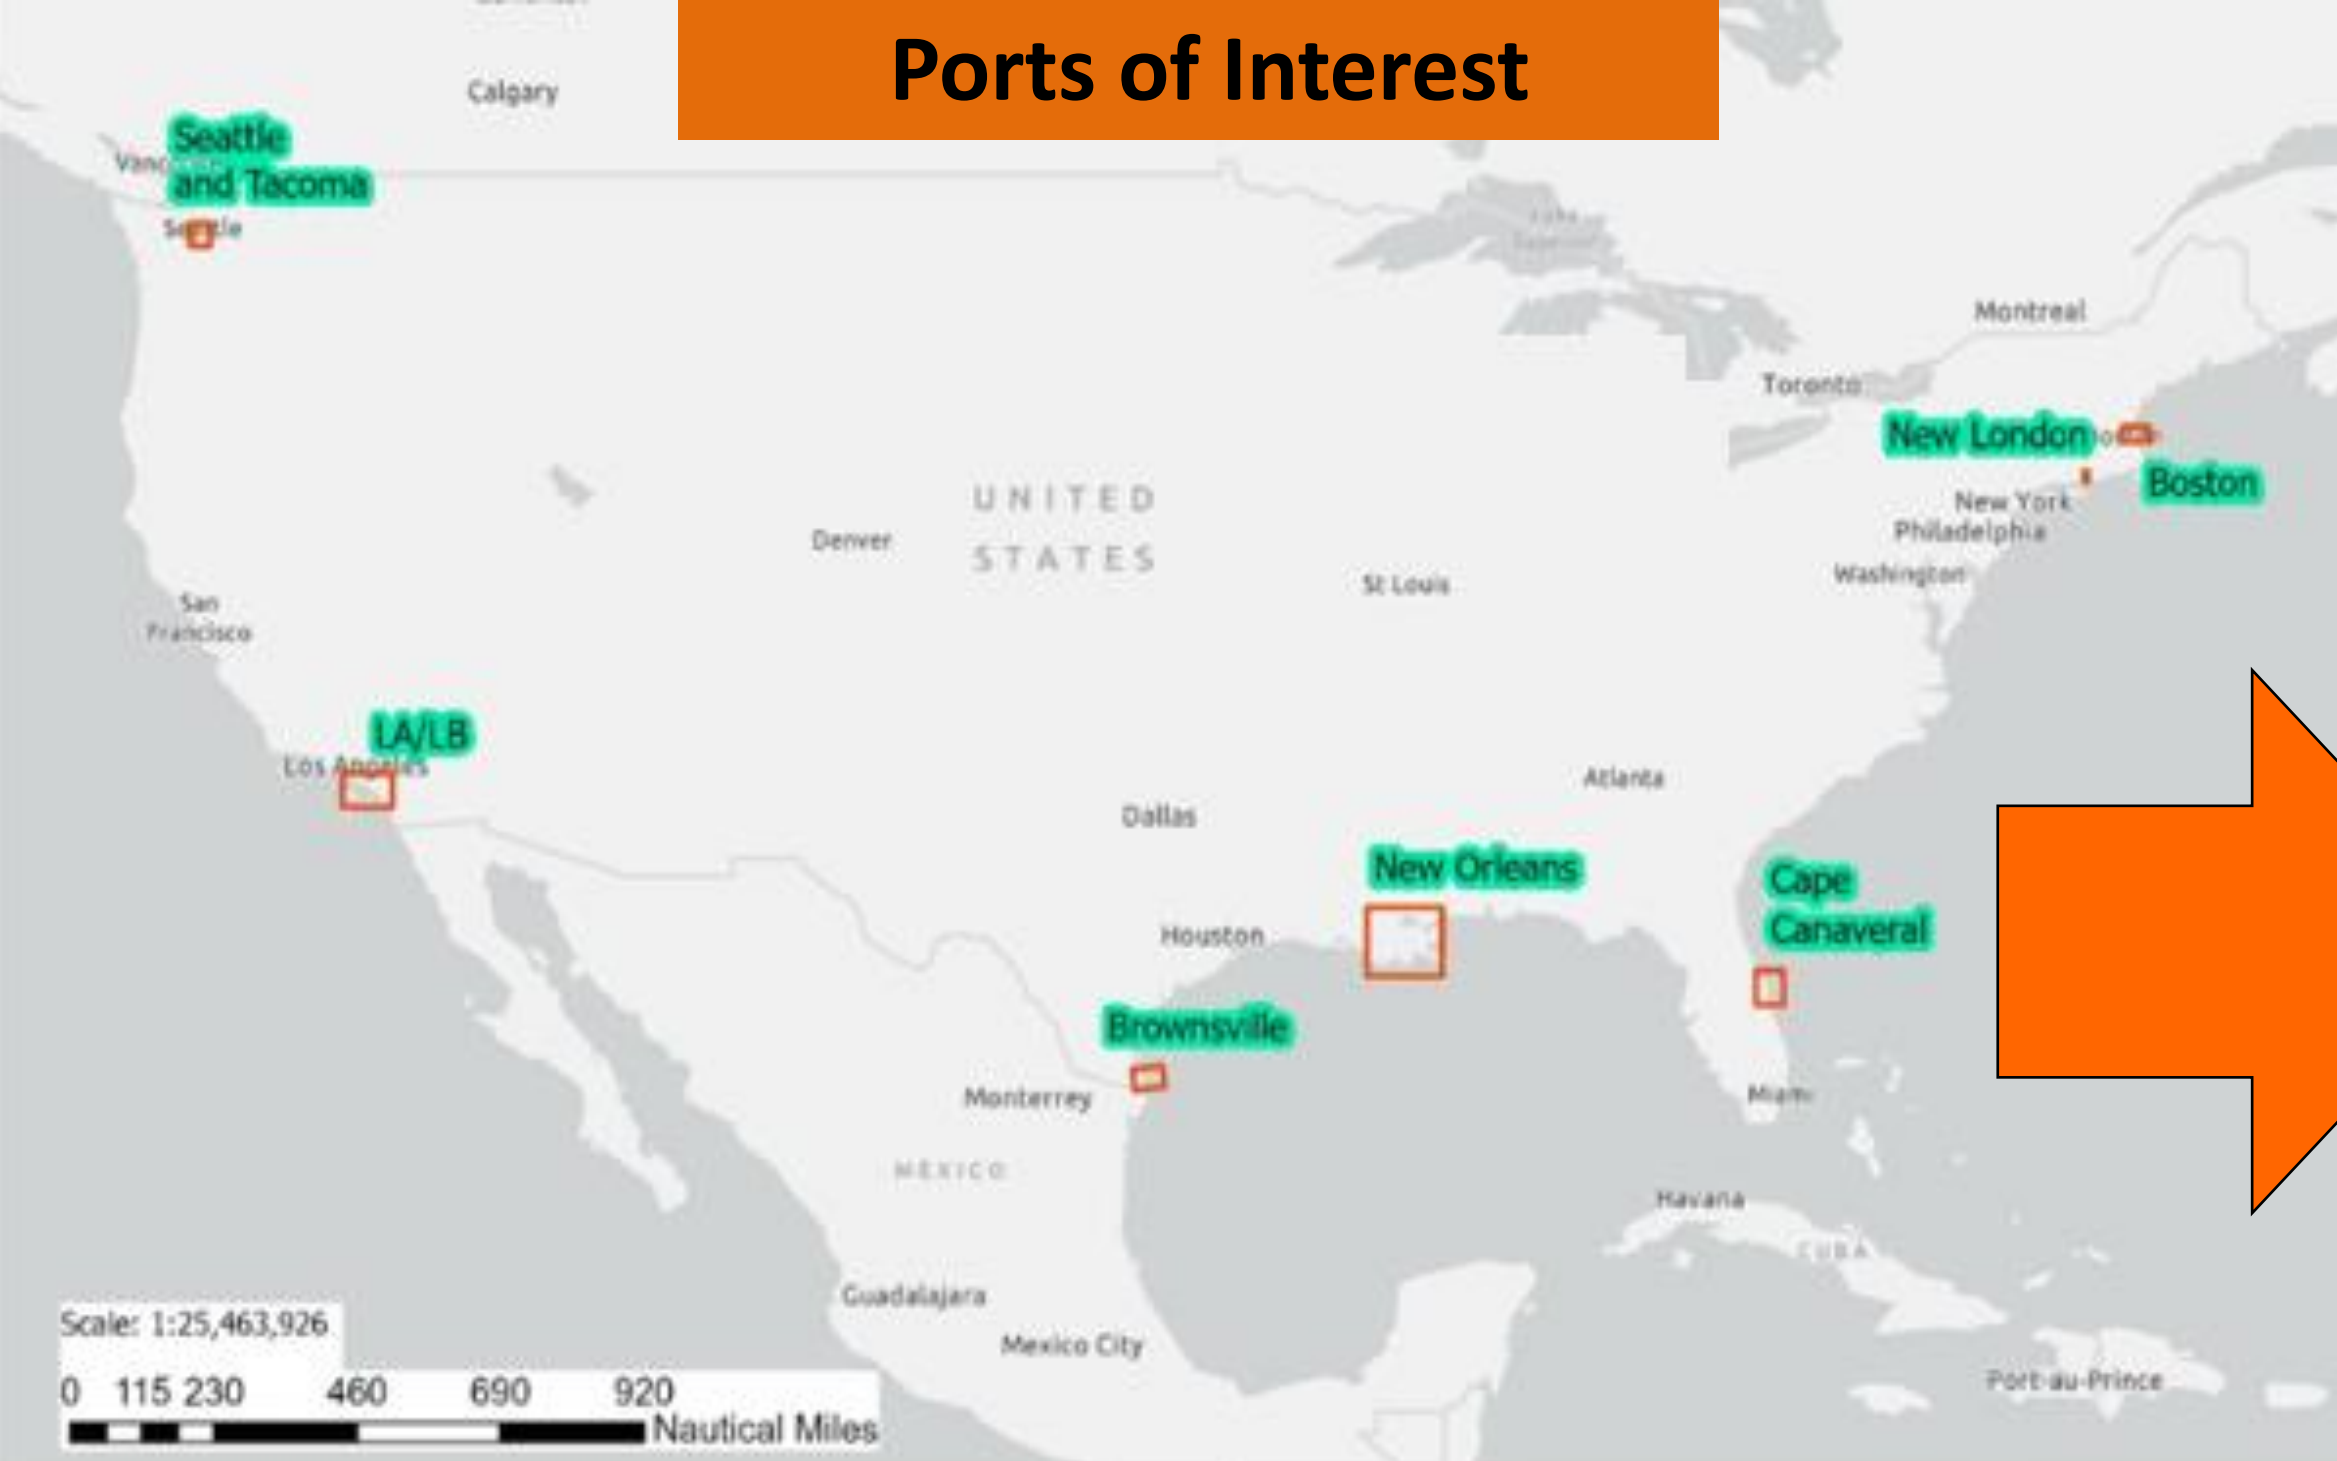 Ports of Interest
Calgary
Seattle
and Tacoma
Montreal
Toronto
New London
Boston
New York
Philadelphia
Washington
UNITED
STATES
Denver
St Louis
San
Francisco
LA/LB
Los Angeles
Atlanta
Dallas
New Orleans
Cape
Canaveral
Houston
Brownsville
Monterrey
Miami
MÉXICO
Havana
CUBA
Guadalajara
Mexico City
Port-au-Prince
Scale: 1:25,463,926
0 115 230 460 690 920
Nautical Miles